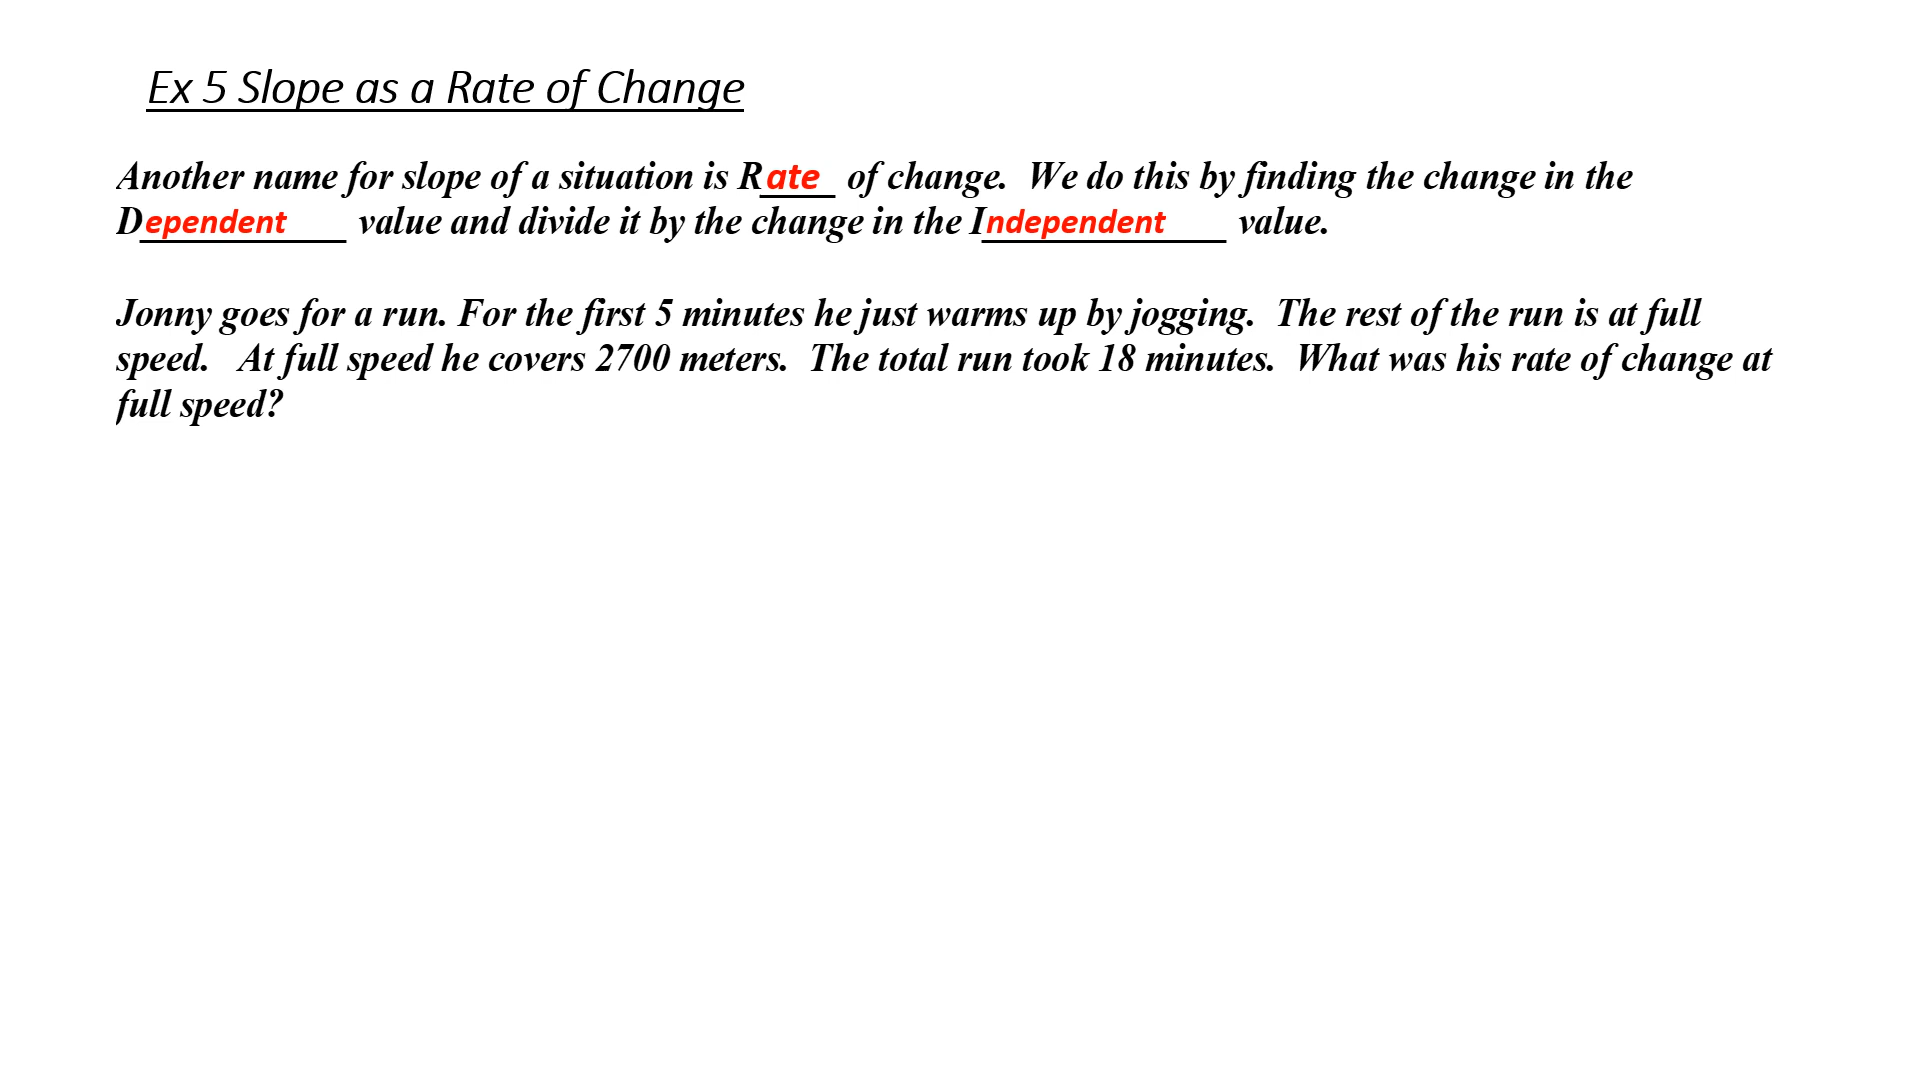 Ex 5 Slope as a Rate of Change
Another name for slope of a situation is Rate of change. We do this by finding the change in the
Dependent value and divide it by the change in the Independent value.
Jonny goes for a run. For the first 5 minutes he just warms up by jogging. The rest of the run is at full
speed. At full speed he covers 2700 meters. The total run took 18 minutes. What was his rate of change at
full speed?